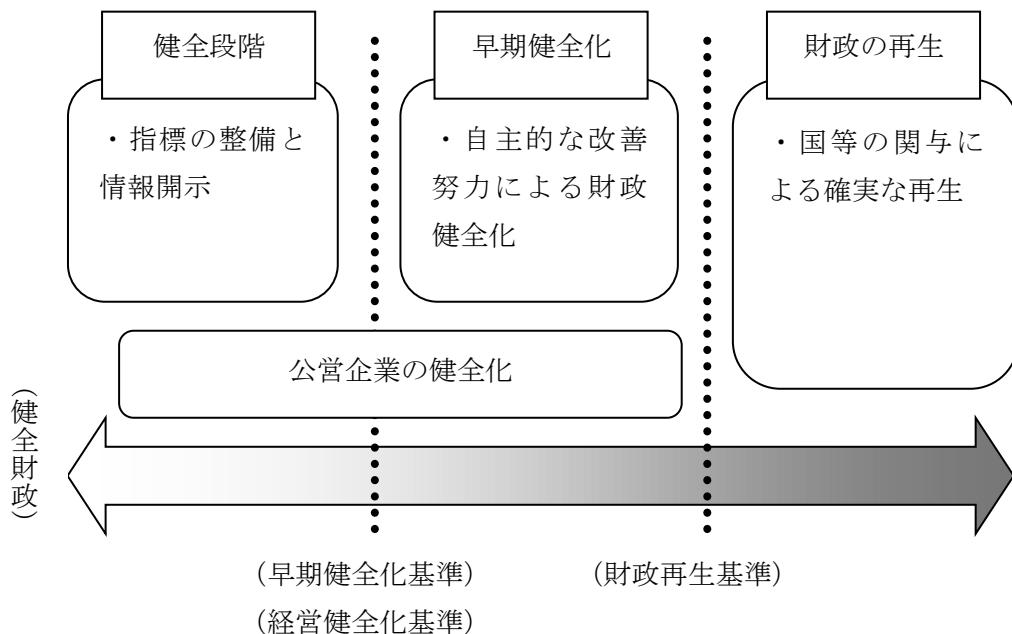 健全段階
・指標の整備と
情報開示
早期健全化
・自主的な改善
努力による財政
健全化
財政の再生
・国等の関与に
よる確実な再生
公営企業の健全化
（健全財政）
（早期健全化基準）
（経営健全化基準）
（財政再生基準）